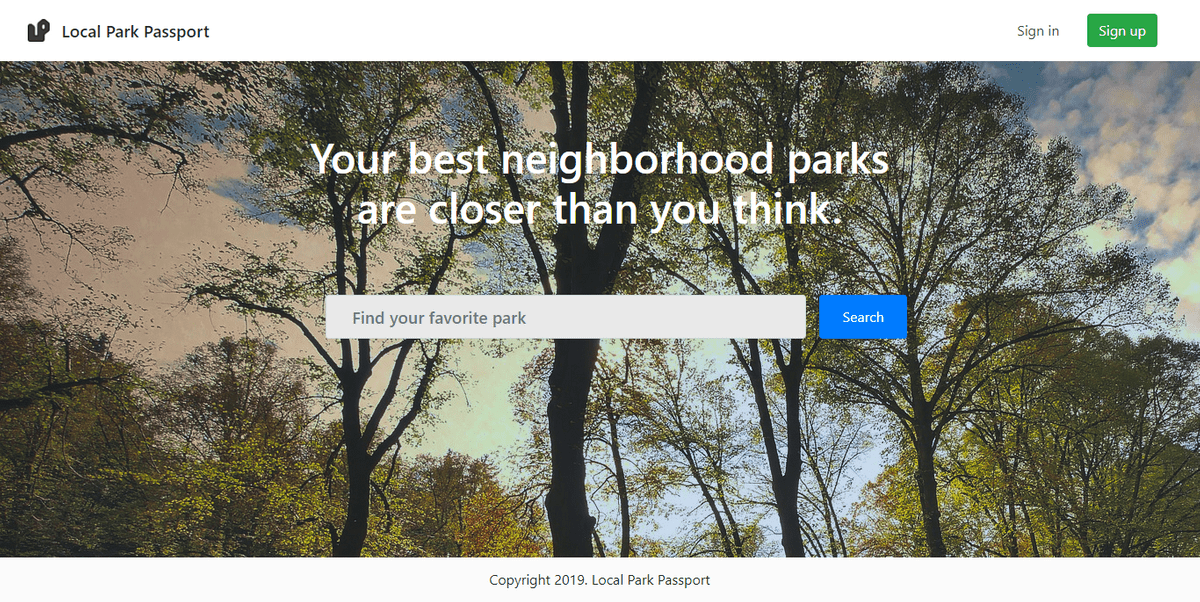 Local Park Passport
Sign in
Sign up
Your best neighborhood parks
are closer than you think.
Find your favorite park
Search
Copyright 2019. Local Park Passport